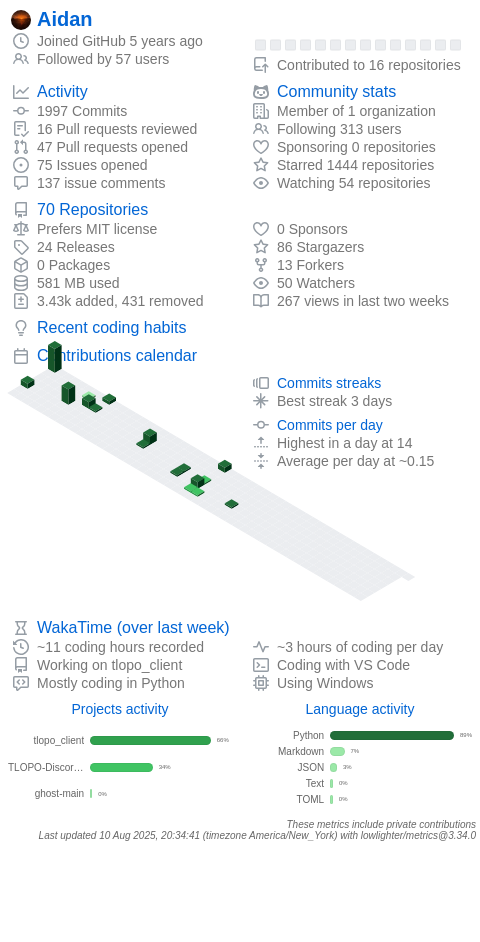 Aidan
Joined GitHub 5 years ago
Followed by 57 users
Contributed to 16 repositories
Activity
1997 Commits
16 Pull requests reviewed
47 Pull requests opened
75 Issues opened
137 issue comments
Community stats
Member of 1 organization
Following 313 users
Sponsoring 0 repositories
Starred 1444 repositories
Watching 54 repositories
70 Repositories
Prefers MIT license
24 Releases
0 Packages
581 MB used
3.43k added, 431 removed
0 Sponsors
86 Stargazers
13 Forkers
50 Watchers
267 views in last two weeks
Recent coding habits
Contributions calendar
Commits streaks
Best streak 3 days
Commits per day
Highest in a day at 14
Average per day at ~0.15
WakaTime (over last week)
~11 coding hours recorded
Working on tlopo_client
Mostly coding in Python
~3 hours of coding per day
Coding with VS Code
Using Windows
Projects activity
tlopo_client 66%
TLOPO-Discor… 34%
ghost-main 0%
Language activity
Python 89%
Markdown 7%
JSON 3%
Text 0%
TOML 0%
These metrics include private contributions
Last updated 10 Aug 2025, 20:34:41 (timezone America/New_York) with lowlighter/metrics@3.34.0